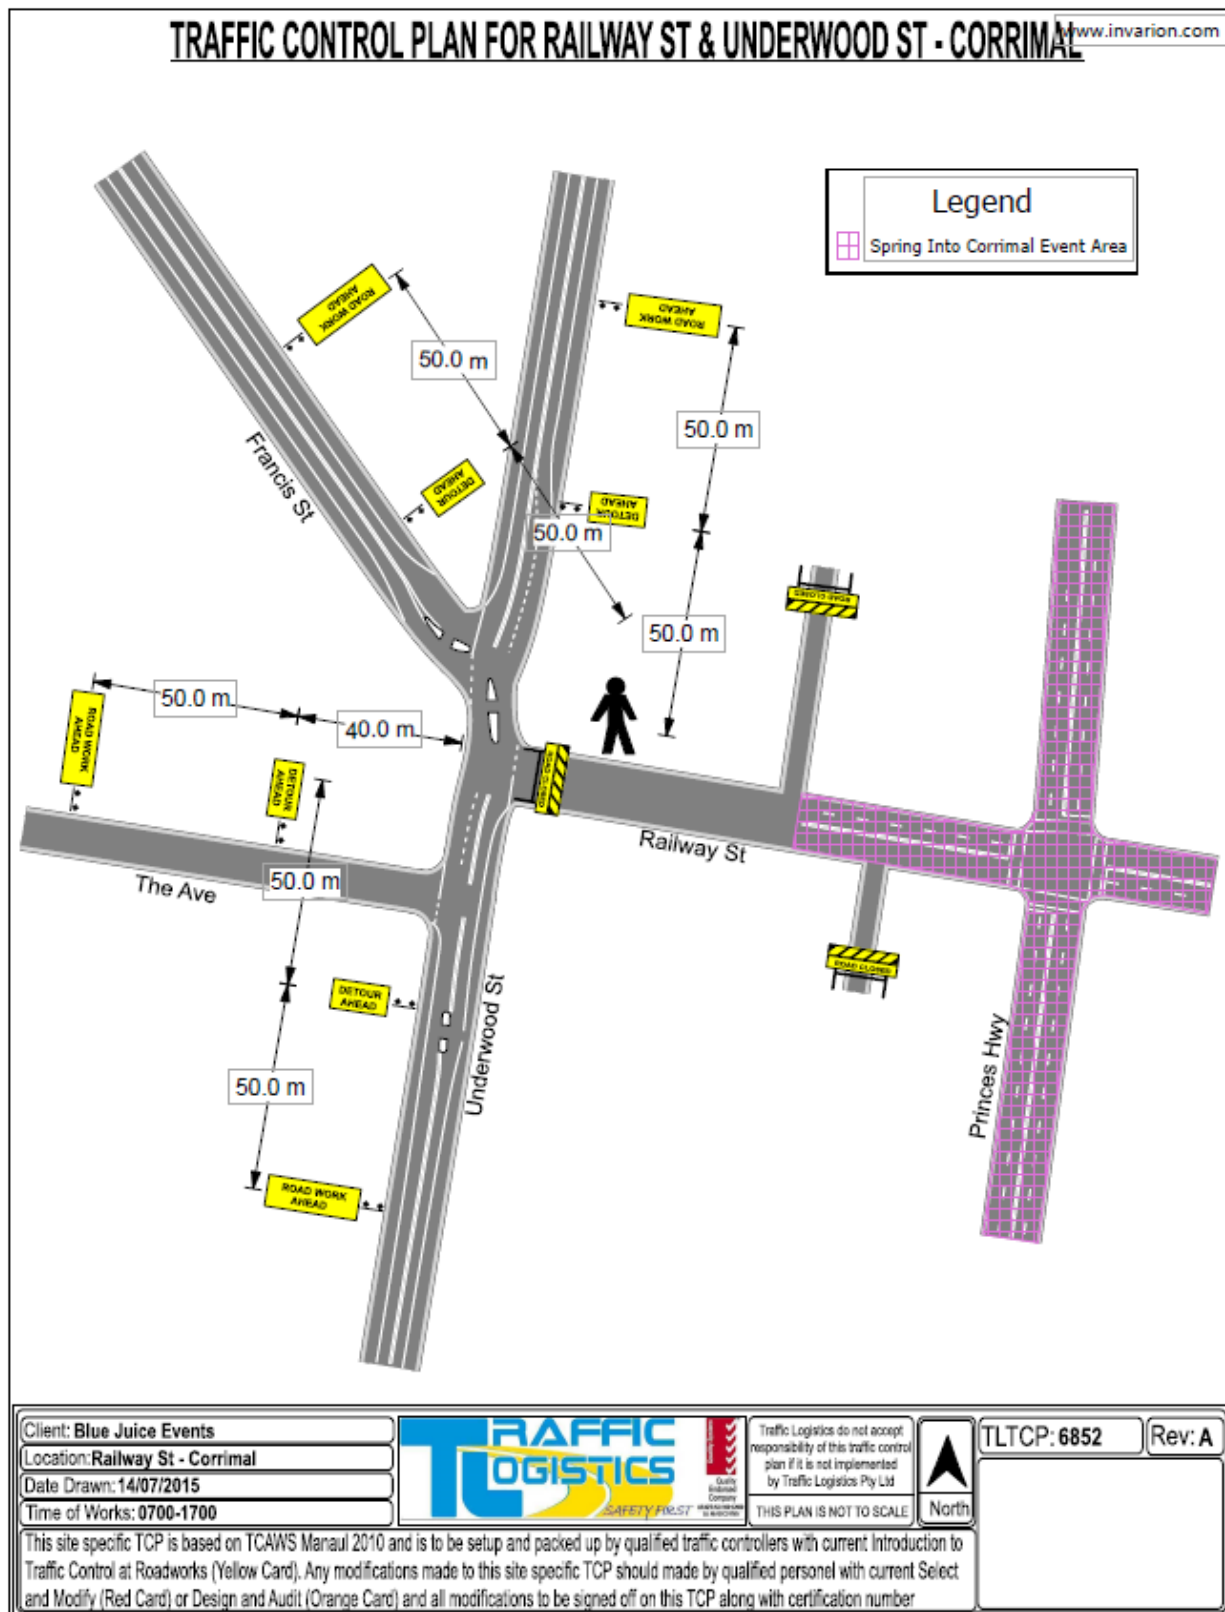 TRAFFIC CONTROL PLAN FOR RAILWAY ST & UNDERWOOD ST - CORRIMAL
www.invarion.com
Legend
Spring Into Corrimal Event Area
ROAD WORK
AHEAD
50.0 m
ROAD WORK
AHEAD
50.0 m
Francis St
DETOUR
AHEAD
DETOUR
AHEAD
50.0 m
ROAD CLOSED
50.0 m
ROAD WORK
AHEAD
50.0 m
40.0 m
DETOUR
AHEAD
ROAD CLOSED
Railway St
The Ave
50.0 m
DETOUR
AHEAD
Underwood St
ROAD CLOSED
Princes Hwy
50.0 m
ROAD WORK
AHEAD
Client: Blue Juice Events
Location:Railway St - Corrimal
Date Drawn: 14/07/2015
Time of Works: 0700-1700
TRAFFIC
LOGISTICS
SAFETY FIRST
Quality
Endorsed
Company
Traffic Logistics do not accept
responsibility of this traffic control
plan if it is not implemented
by Traffic Logistics Pty Ltd
THIS PLAN IS NOT TO SCALE
North
TLTCP: 6852
Rev: A
This site specific TCP is based on TCAWS Manaul 2010 and is to be setup and packed up by qualified traffic controllers with current Introduction to
Traffic Control at Roadworks (Yellow Card). Any modifications made to this site specific TCP should made by qualified personel with current Select
and Modify (Red Card) or Design and Audit (Orange Card) and all modifications to be signed off on this TCP along with certification number